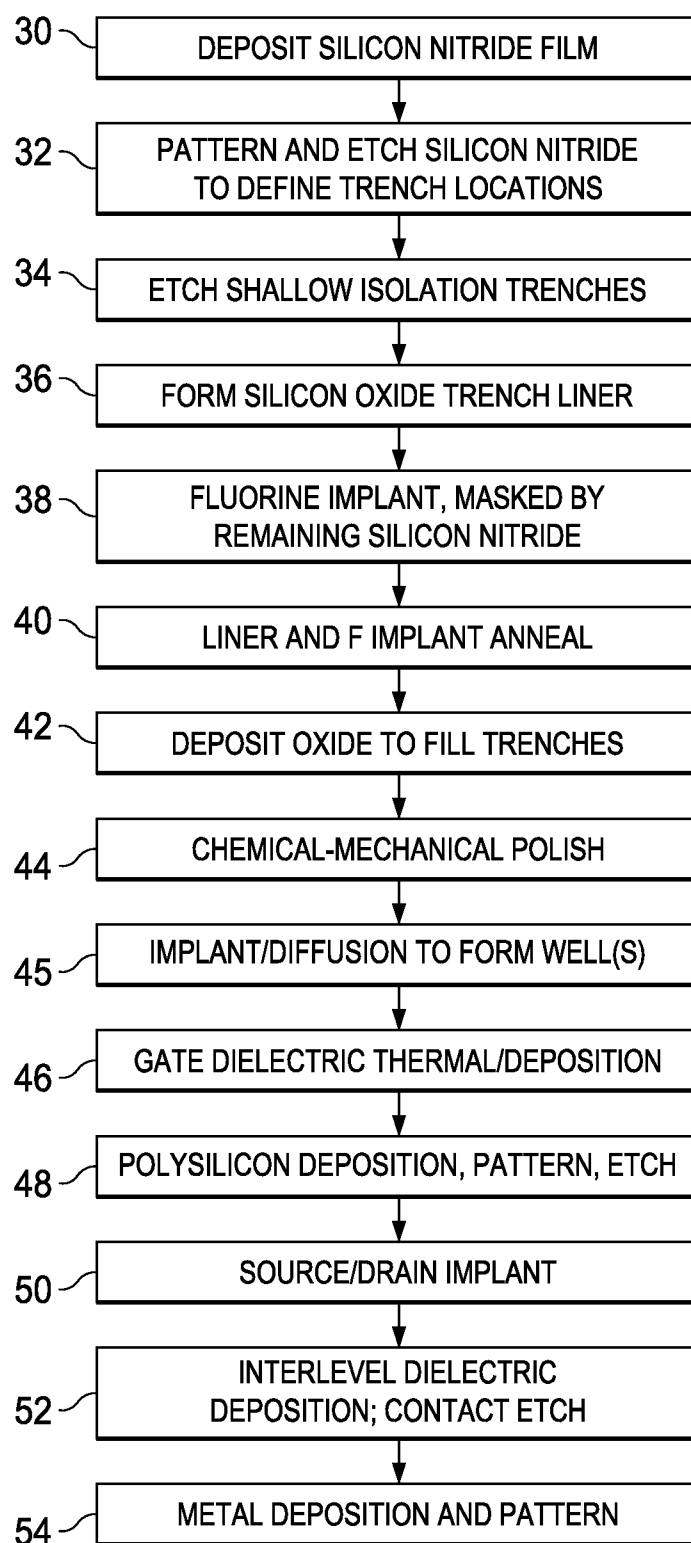 30
DEPOSIT SILICON NITRIDE FILM
32
PATTERN AND ETCH SILICON NITRIDE
TO DEFINE TRENCH LOCATIONS
34
ETCH SHALLOW ISOLATION TRENCHES
36
FORM SILICON OXIDE TRENCH LINER
38
FLUORINE IMPLANT, MASKED BY
REMAINING SILICON NITRIDE
40
LINER AND F IMPLANT ANNEAL
42
DEPOSIT OXIDE TO FILL TRENCHES
44
CHEMICAL-MECHANICAL POLISH
45
IMPLANT/DIFFUSION TO FORM WELL(S)
46
GATE DIELECTRIC THERMAL/DEPOSITION
48
POLYSILICON DEPOSITION, PATTERN, ETCH
50
SOURCE/DRAIN IMPLANT
52
INTERLEVEL DIELECTRIC
DEPOSITION; CONTACT ETCH
54
METAL DEPOSITION AND PATTERN